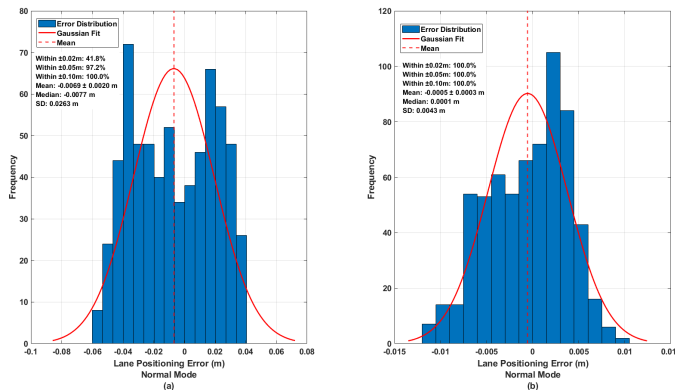 80
70
60
50
40
30
20
10
0
Frequency
Error Distribution
Gaussian Fit
Mean
Within ±0.02m: 41.8%
Within ±0.05m: 97.2%
Within ±0.10m: 100.0%
Mean: -0.0069 ± 0.0020 m
Median: -0.0077 m
SD: 0.0263 m
-0.1 -0.08 -0.06 -0.04 -0.02 0 0.02 0.04 0.06 0.08
Lane Positioning Error (m)
Normal Mode
(a)
120
100
80
60
40
20
0
Frequency
Error Distribution
Gaussian Fit
Mean
Within ±0.02m: 100.0%
Within ±0.05m: 100.0%
Within ±0.10m: 100.0%
Mean: -0.0005 ± 0.0003 m
Median: 0.0001 m
SD: 0.0043 m
-0.015 -0.01 -0.005 0 0.005 0.01
Lane Positioning Error (m)
Normal Mode
(b)